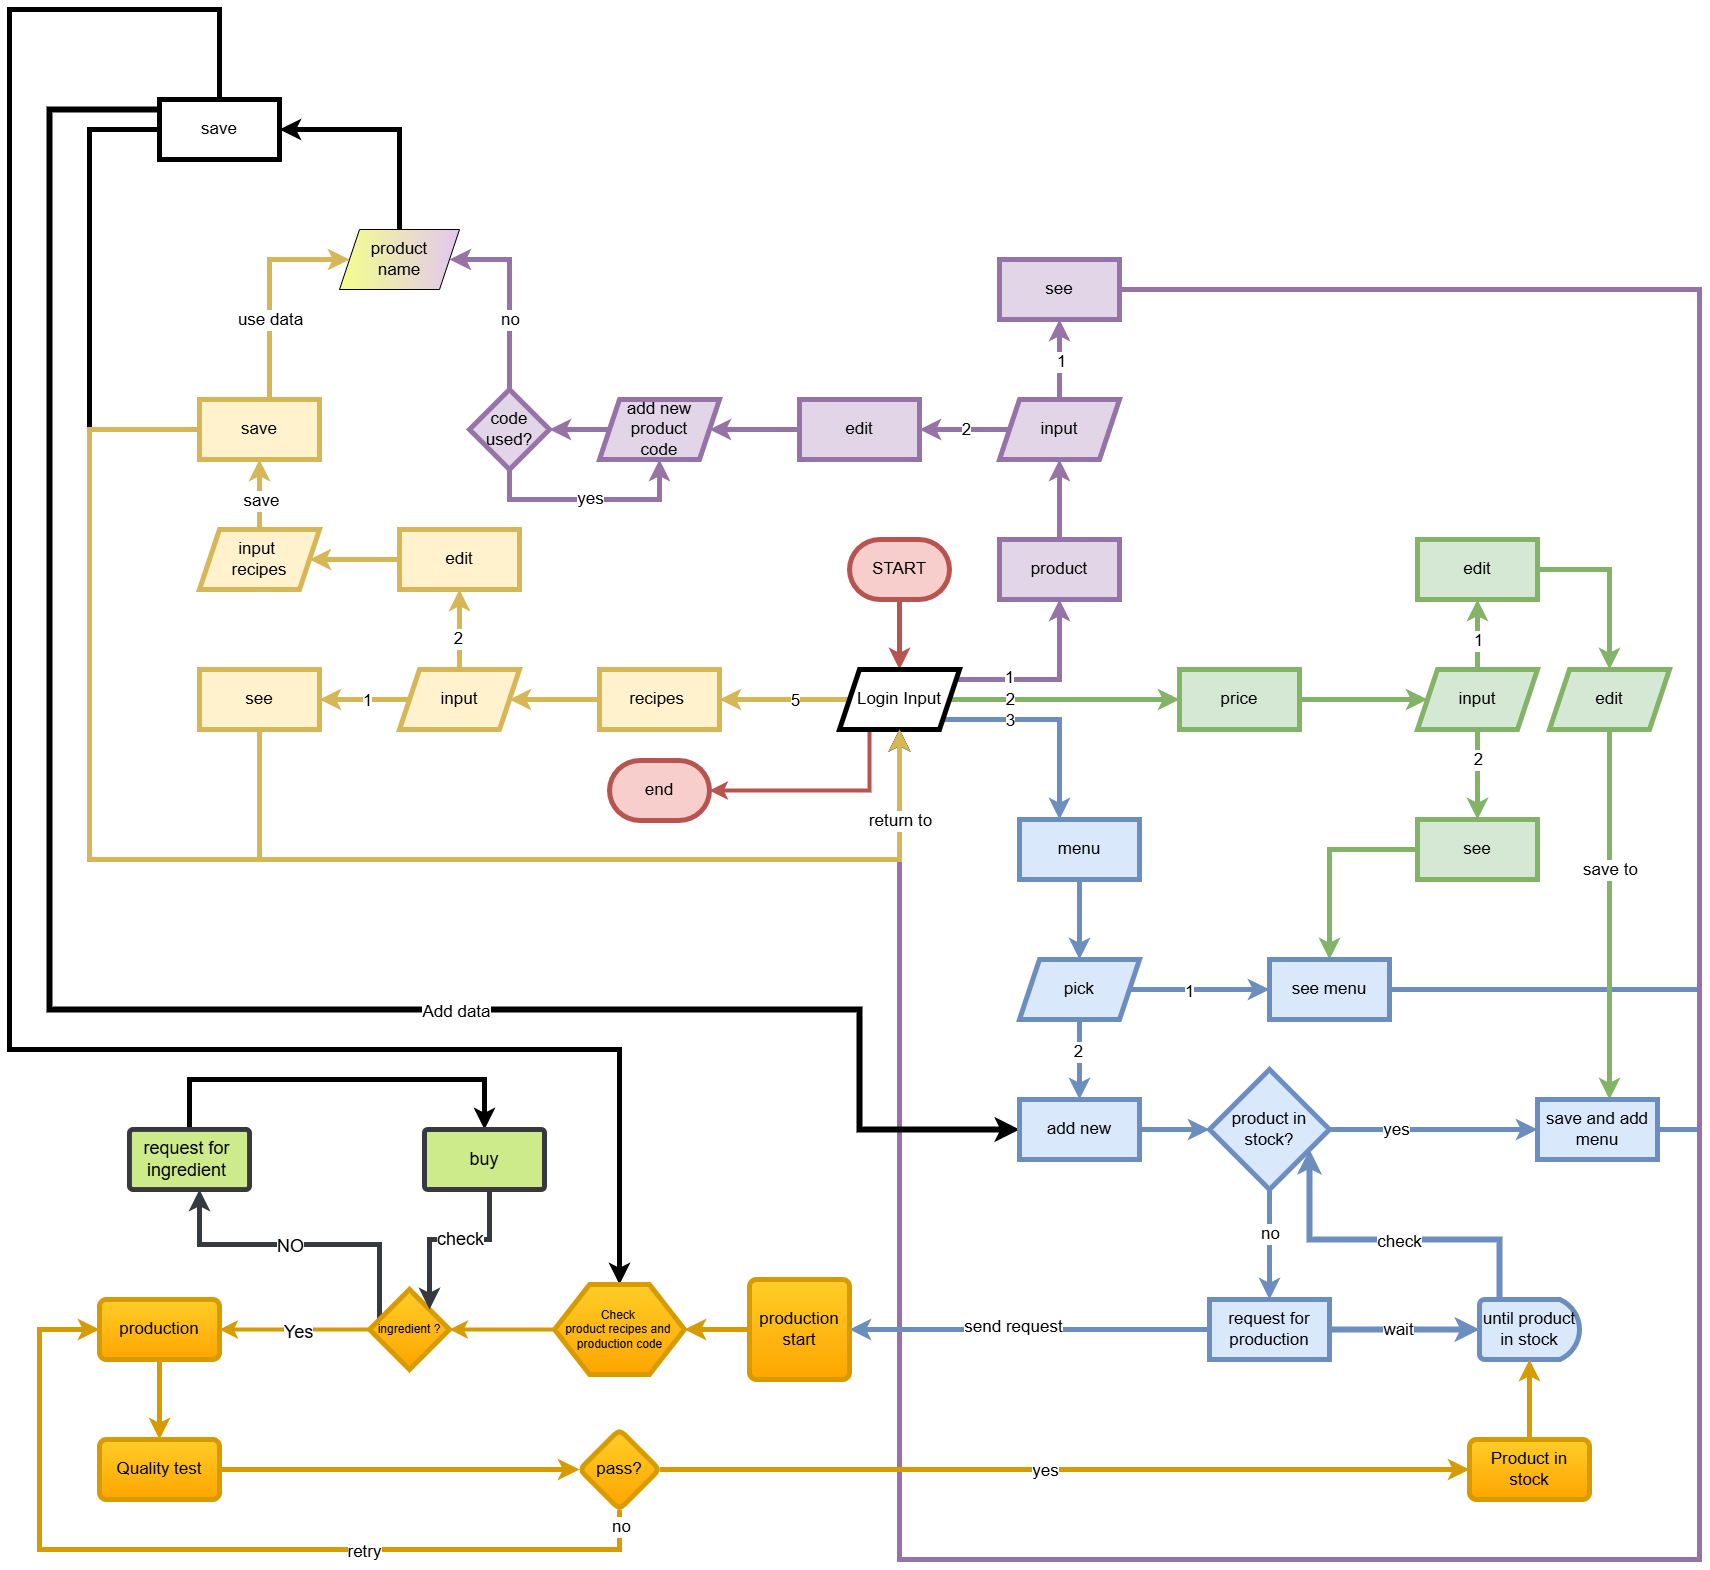 save
product
name
see
use data
no
1
add new
product
code
code
used?
save
edit
2
input
yes
save
input
recipes
edit
START
product
edit
2
1
see
1
input
recipes
5
Login Input
1
2
3
price
input
edit
2
end
return to
menu
see
save to
pick
1
see menu
Add data
2
request for
ingredient
buy
add new
product in
stock?
yes
save and add
menu
NO
check
no
check
production
Yes
ingredient ?
Check
product recipes and
production code
production
start
send request
request for
production
wait
until product
in stock
Quality test
pass?
yes
Product in
stock
no
retry